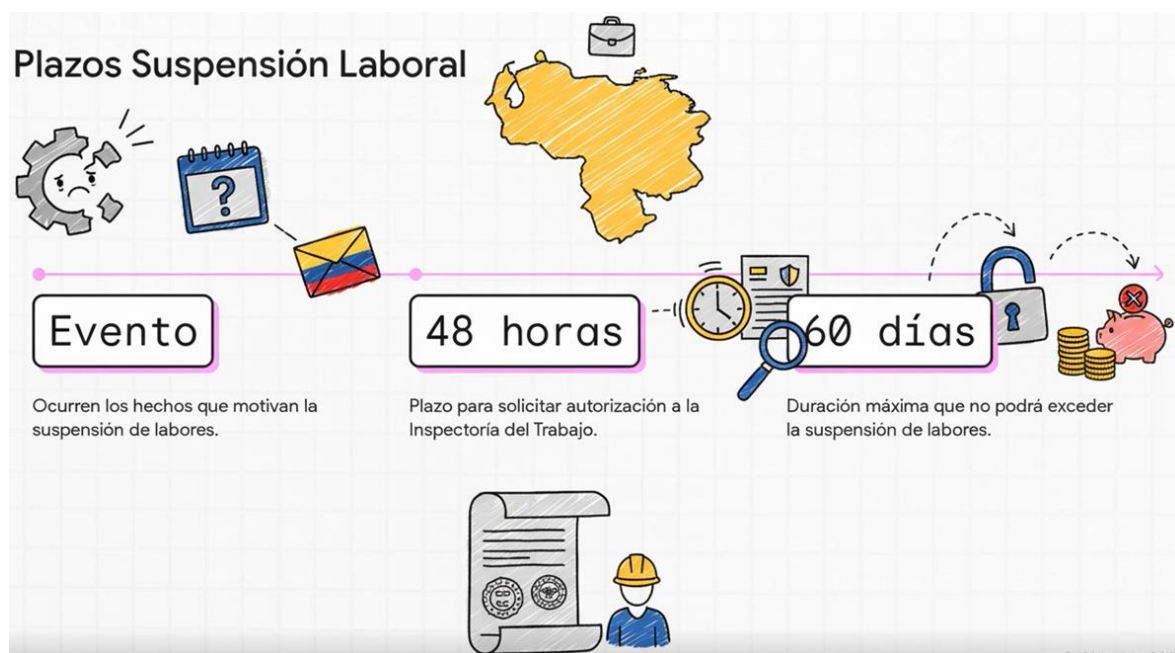 Plazos Suspensión Laboral
?
Evento
48 horas
60 días
Ocurren los hechos que motivan la
suspensión de labores.
Plazo para solicitar autorización a la
Inspectoría del Trabajo.
Duración máxima que no podrá exceder
la suspensión de labores.